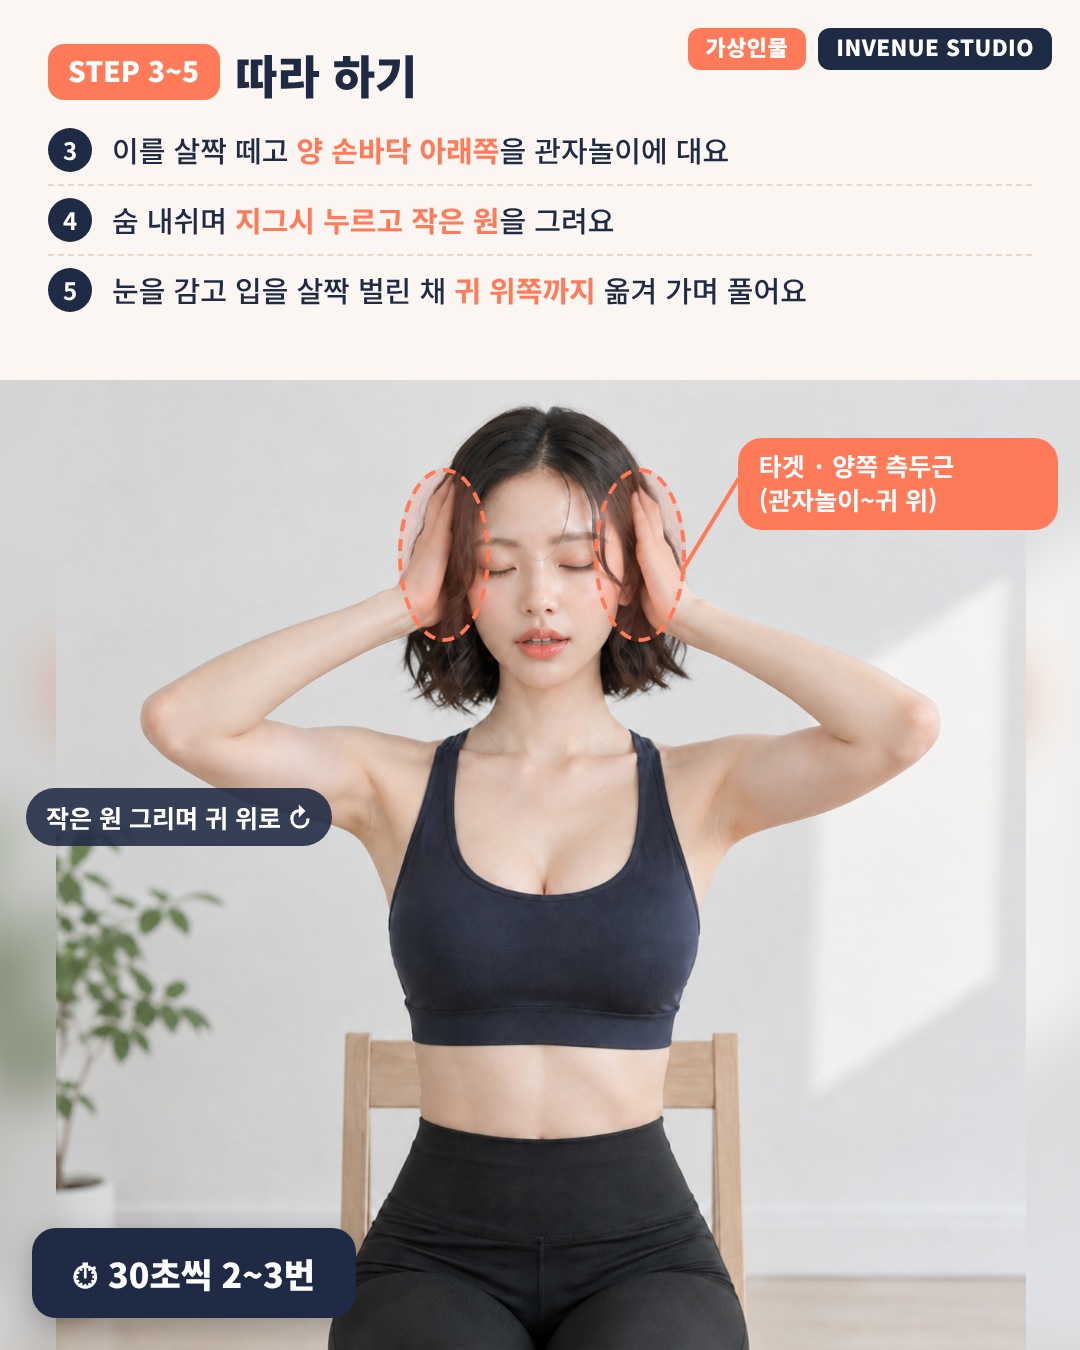 STEP 3~5 따라 하기
가상인물 INVENUE STUDIO
3 이를 살짝 떼고 양 손바닥 아래쪽을 관자놀이에 대요
4 숨 내쉬며 지그시 누르고 작은 원을 그려요
5 눈을 감고 입을 살짝 벌린 채 귀 위쪽까지 옮겨 가며 풀어요
타겟 · 양쪽 측두근
(관자놀이~귀 위)
작은 원 그리며 귀 위로 ↻
⏱ 30초씩 2~3번